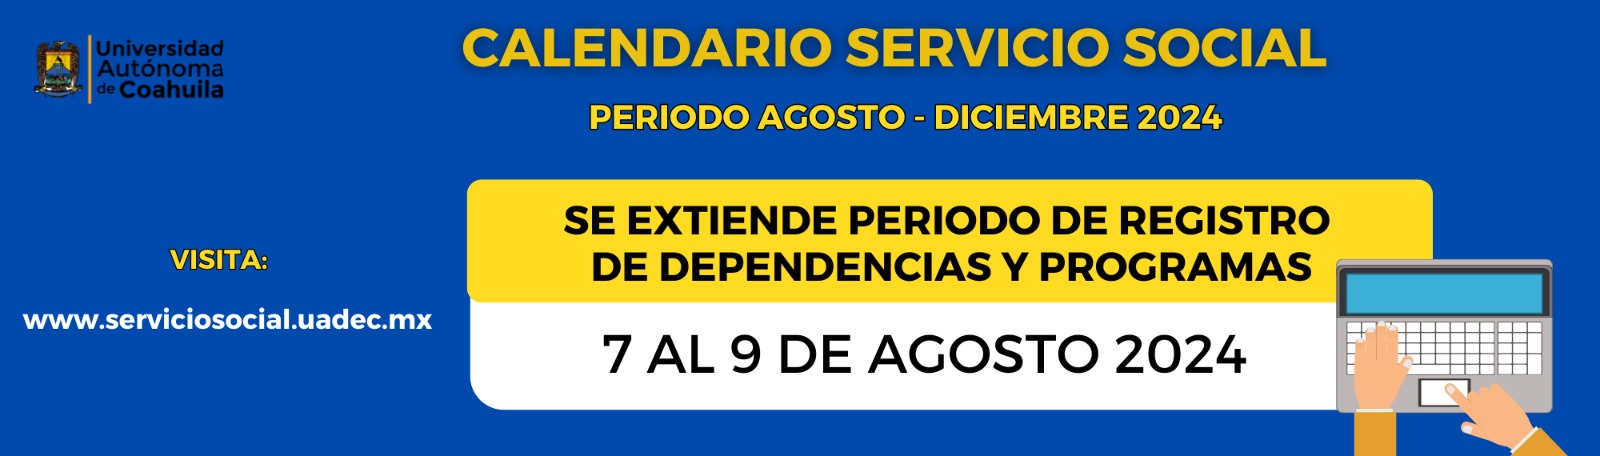 Universidad
Autónoma
de Coahuila
CALENDARIO SERVICIO SOCIAL
PERIODO AGOSTO - DICIEMBRE 2024
SE EXTIENDE PERIODO DE REGISTRO
DE DEPENDENCIAS Y PROGRAMAS
7 AL 9 DE AGOSTO 2024
VISITA:
www.serviciosocial.uadec.mx